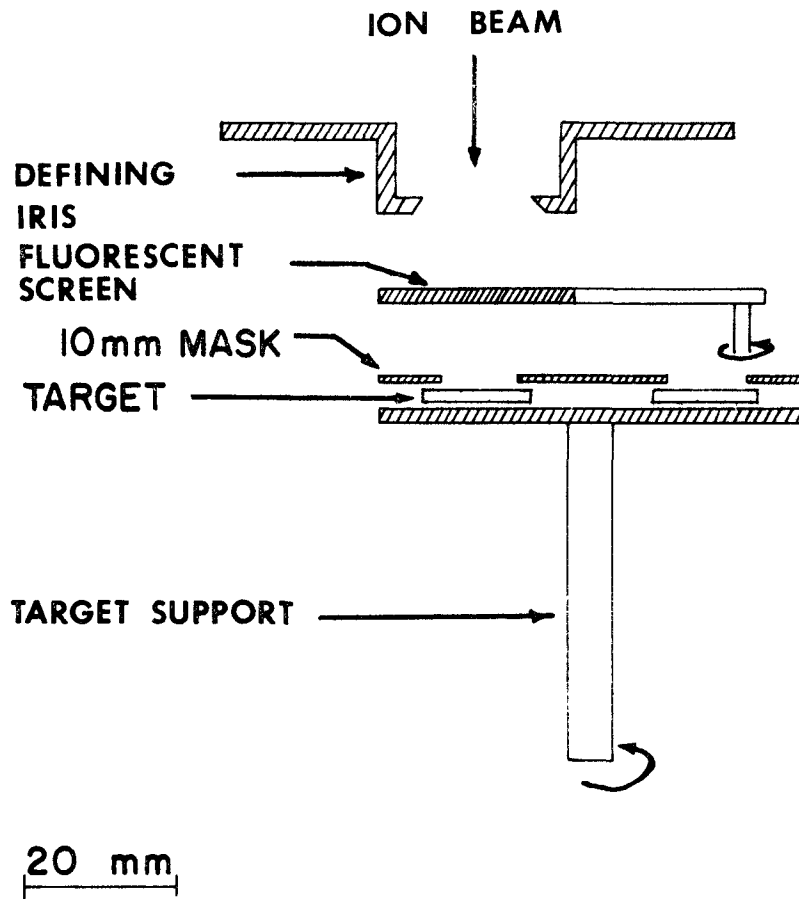 ION BEAM
DEFINING
IRIS
FLUORESCENT
SCREEN
10mm MASK
TARGET
TARGET SUPPORT
20 mm